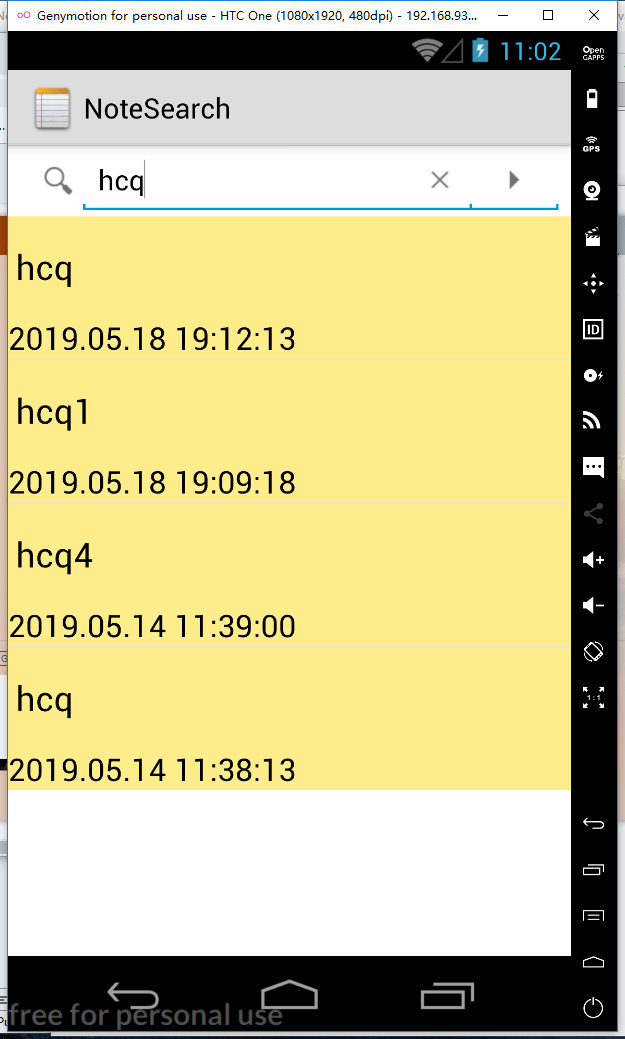 Genymotion for personal use - HTC One (1080x1920, 480dpi) - 192.168.93...
11:02
Open
GAPPS
NoteSearch
GPS
hcq
hcq
2019.05.18 19:12:13
ID
hcq1
2019.05.18 19:09:18
hcq4
2019.05.14 11:39:00
hcq
1:1
2019.05.14 11:38:13
free for personal use